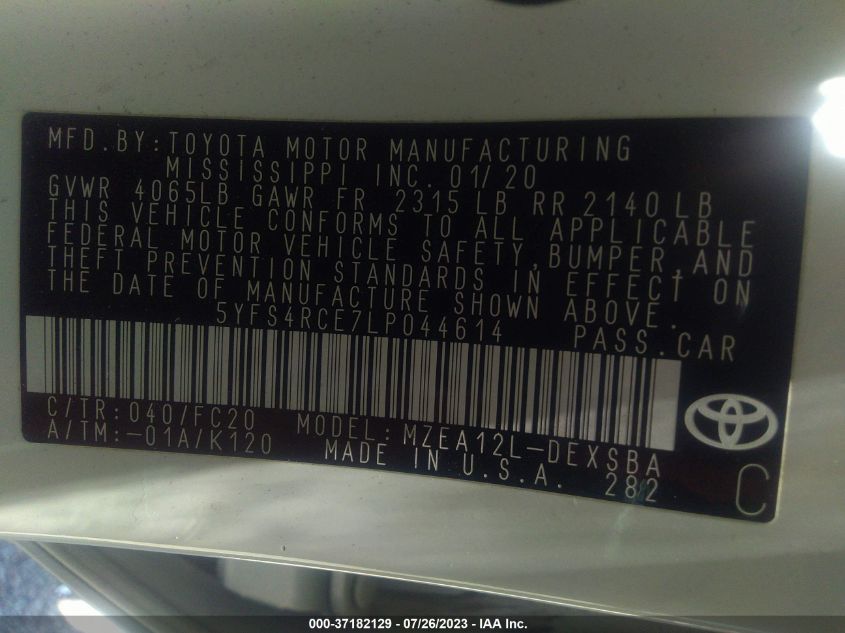 MFD.BY:TOYOTA MOTOR MANUFACTURING
MISSISSIPPI INC. 01/20
GVWR 4065LB GAWR FR 2315 LB RR 2140 LB
THIS VEHICLE CONFORMS TO ALL APPLICABLE
FEDERAL MOTOR VEHICLE SAFETY,BUMPER,AND
THEFT PREVENTION STANDARDS IN EFFECT ON
THE DATE OF MANUFACTURE SHOWN ABOVE.
5YFS4RCE7LP044614 PASS.CAR
C/TR:040/FC20 MODEL:MZEA12L-DEXSBA
A/TM:-01A/K120 MADE IN U.S.A. 282
C
000-37182129 - 07/26/2023 - IAA Inc.